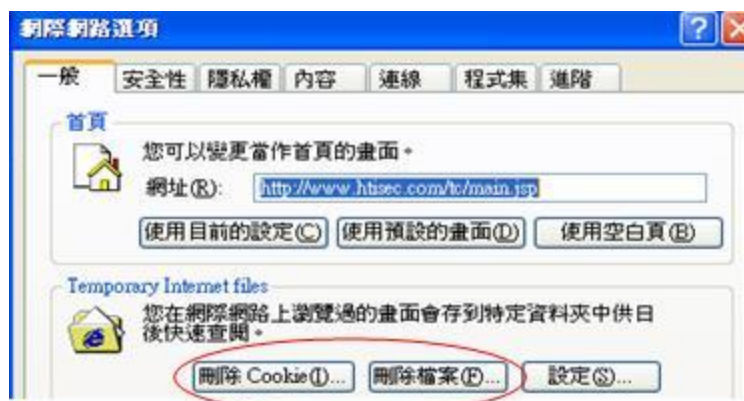 網際網路選項
一般 安全性 隱私權 內容 連線 程式集 進階
首頁
您可以變更當作首頁的畫面。
網址(R): http://www.htisec.com/tc/main.jsp
使用目前的設定(C) 使用預設的畫面(D) 使用空白頁(B)
Temporary Internet files
您在網際網路上瀏覽過的畫面會存到特定資料夾中供日
後快速查閱。
刪除 Cookie(I)... 刪除檔案(F)... 設定(S)...